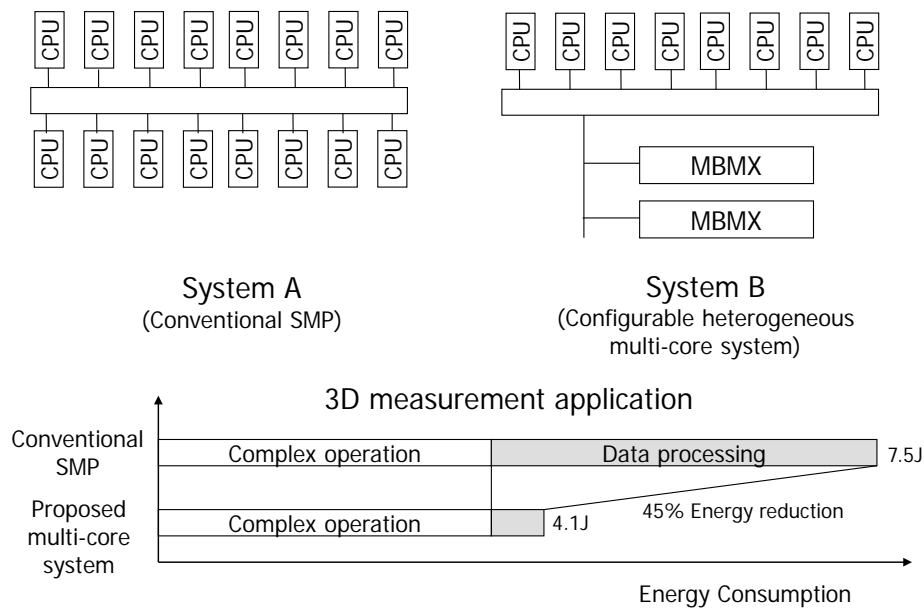 CPU CPU CPU CPU CPU CPU CPU CPU
CPU CPU CPU CPU CPU CPU CPU CPU
System A
(Conventional SMP)
CPU CPU CPU CPU CPU CPU CPU CPU
MBMX
MBMX
System B
(Configurable heterogeneous
multi-core system)
3D measurement application
Conventional
SMP
Complex operation
Data processing
7.5J
Proposed
multi-core
system
Complex operation
4.1J
45% Energy reduction
Energy Consumption